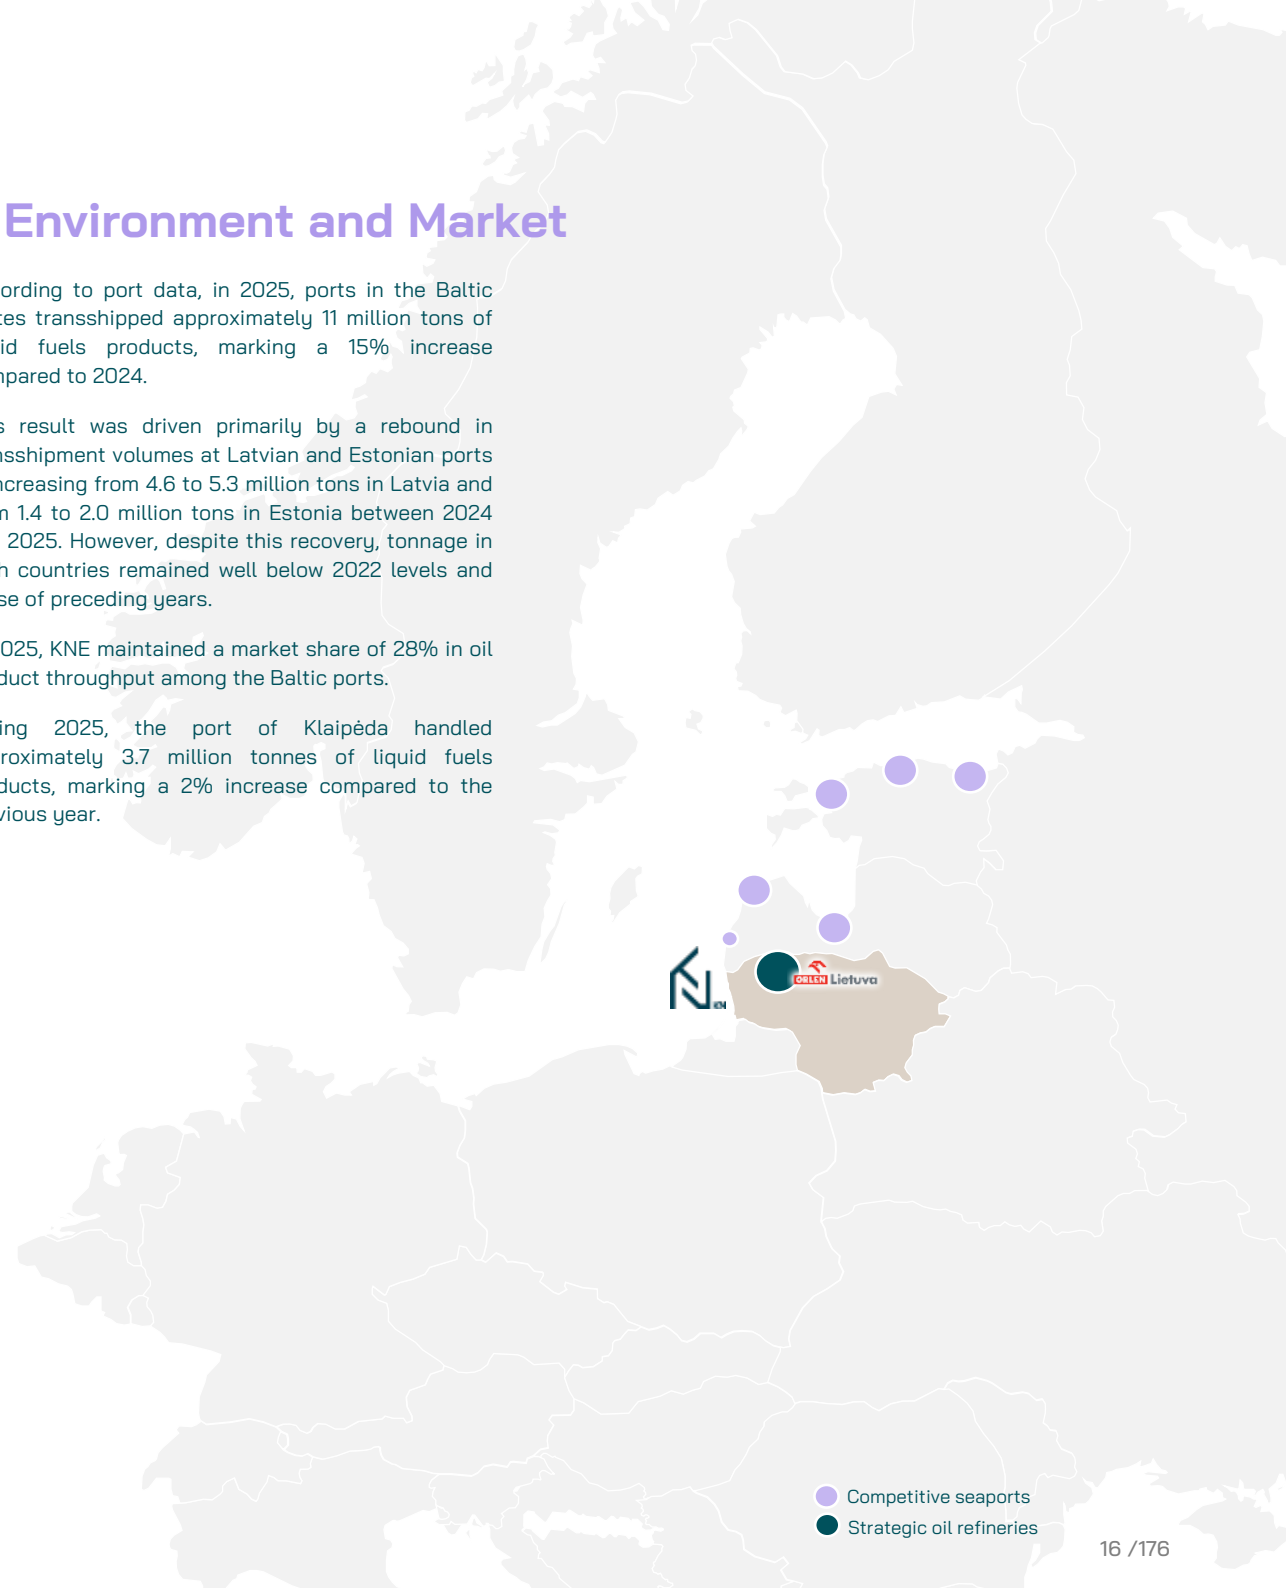 Environment and Market
ording to port data, in 2025, ports in the Baltic
tes transshipped approximately 11 million tons of
id fuels products, marking a 15% increase
pared to 2024.
s result was driven primarily by a rebound in
sshipment volumes at Latvian and Estonian ports
ncreasing from 4.6 to 5.3 million tons in Latvia and
1.4 to 2.0 million tons in Estonia between 2024
2025. However, despite this recovery, tonnage in
h countries remained well below 2022 levels and
se of preceding years.
025, KNE maintained a market share of 28% in oil
duct throughput among the Baltic ports.
ing 2025, the port of Klaipėda handled
roximately 3.7 million tonnes of liquid fuels
ducts, marking a 2% increase compared to the
vious year.
ORLEN Lietuva
Competitive seaports
Strategic oil refineries
16 /176